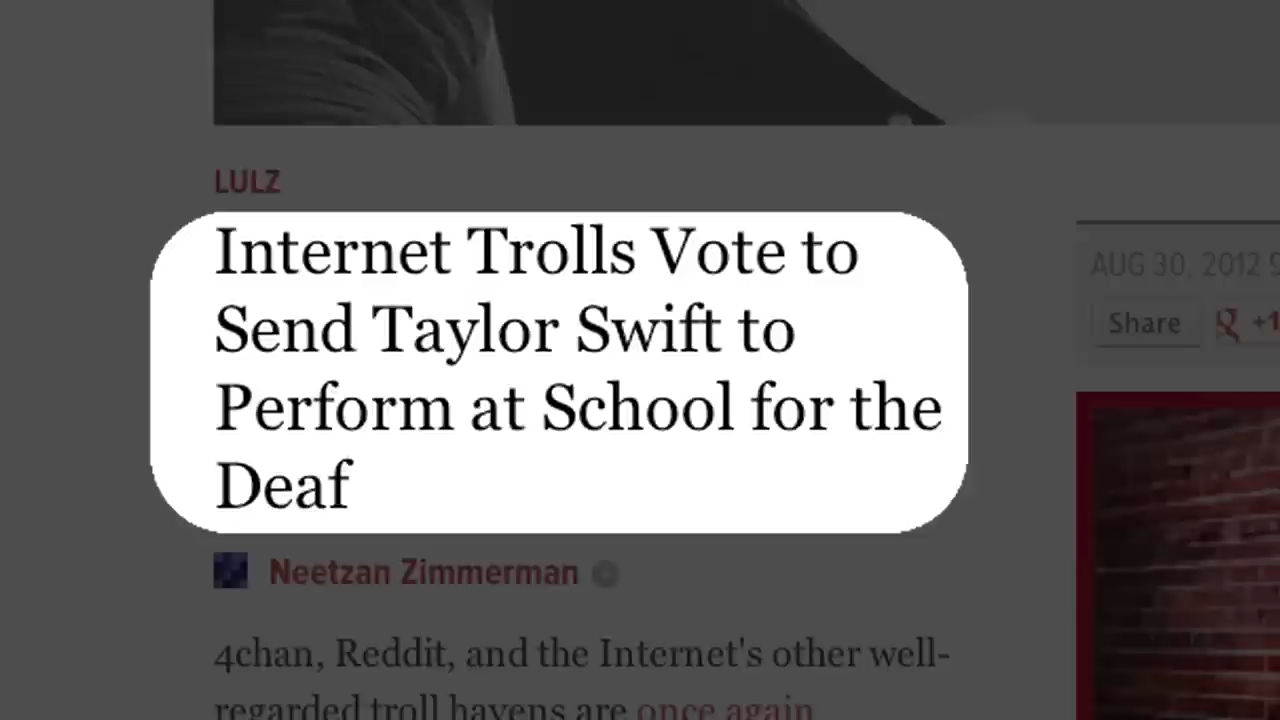 LULZ
Internet Trolls Vote to
Send Taylor Swift to
Perform at School for the
Deaf
AUG 30, 2012
Share
+1
Neetzan Zimmerman
4chan, Reddit, and the Internet's other well-
regarded troll havens are once again